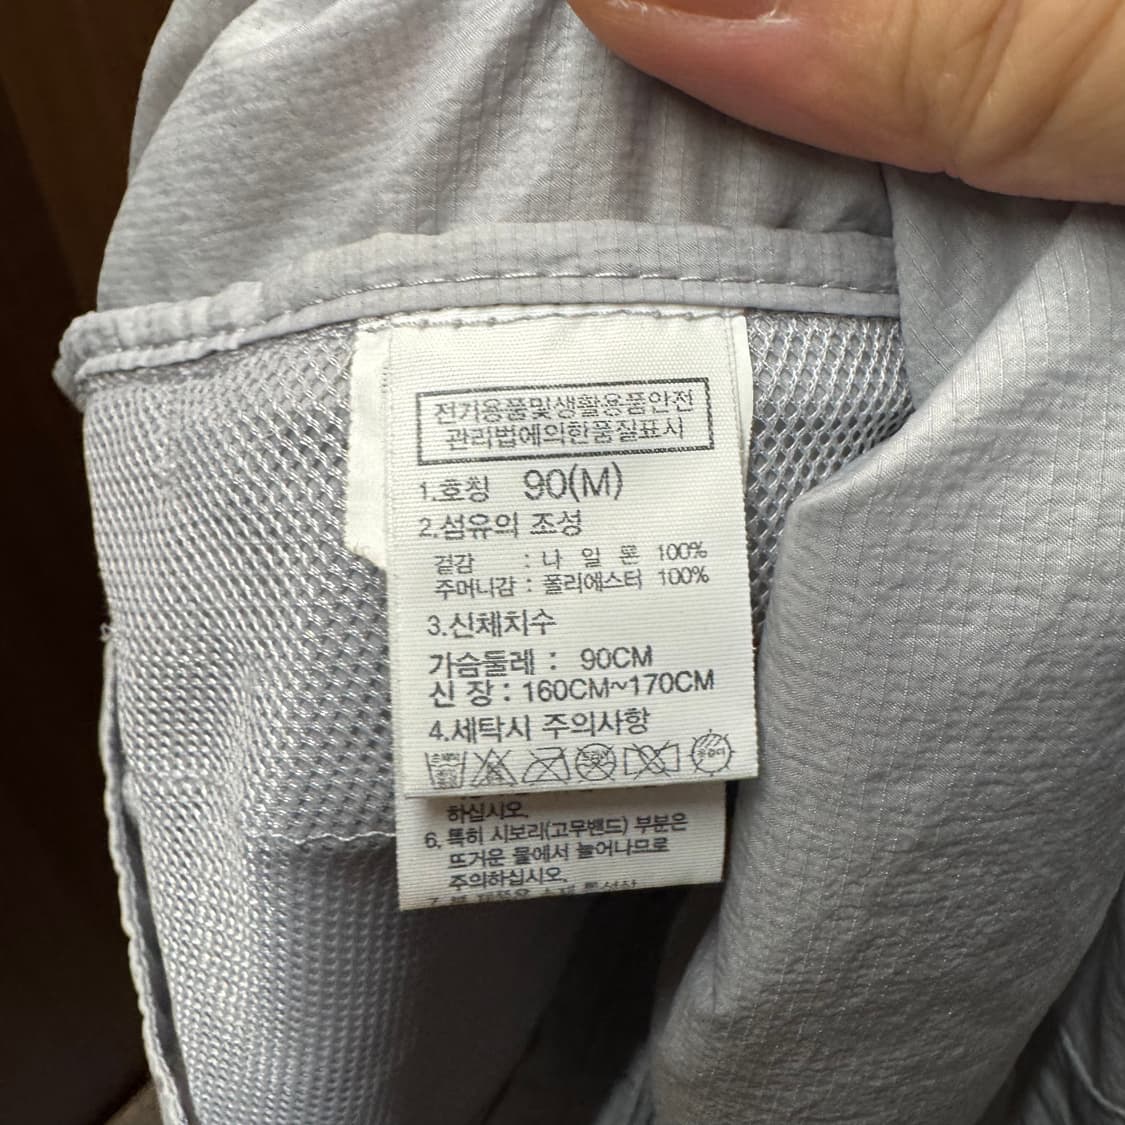 전기용품및생활용품안전
관리법에의한품질표시
1.호칭 90(M)
2.섬유의 조성
겉감 : 나 일 론 100%
주머니감 : 폴리에스터 100%
3.신체치수
가슴둘레 : 90CM
신 장 : 160CM~170CM
4.세탁시 주의사항
하십시오.
6. 특히 시보리(고무밴드) 부분은
뜨거운 물에서 늘어나므로
주의하십시오.